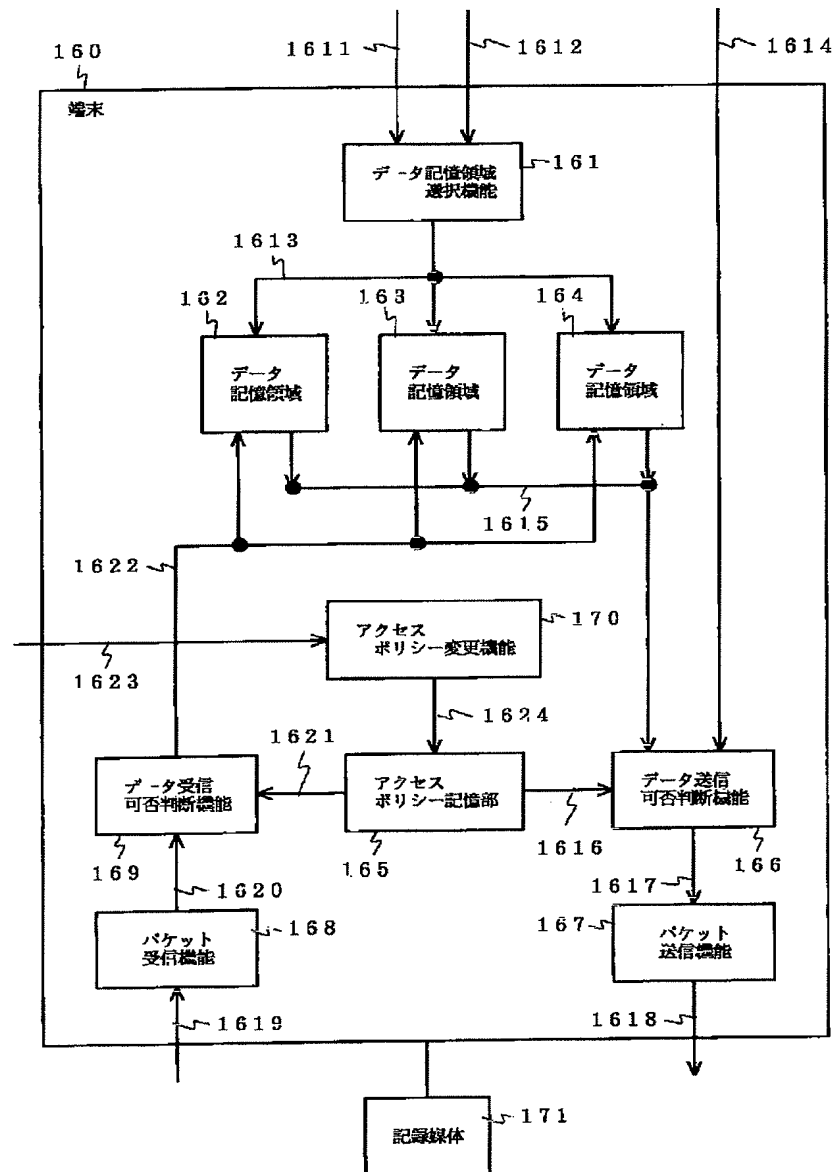 1611
1612
1614
160
端末
データ記憶領域
選択機能
161
1613
162
163
164
データ
記憶領域
データ
記憶領域
データ
記憶領域
1615
1622
アクセス
ポリシー変更機能
170
1623
1624
1621
データ受信
可否判断機能
アクセス
ポリシー記憶部
データ送信
可否判断機能
169
165
1616
166
1620
1617
パケット
受信機能
168
167
パケット
送信機能
1619
1618
記録媒体
171